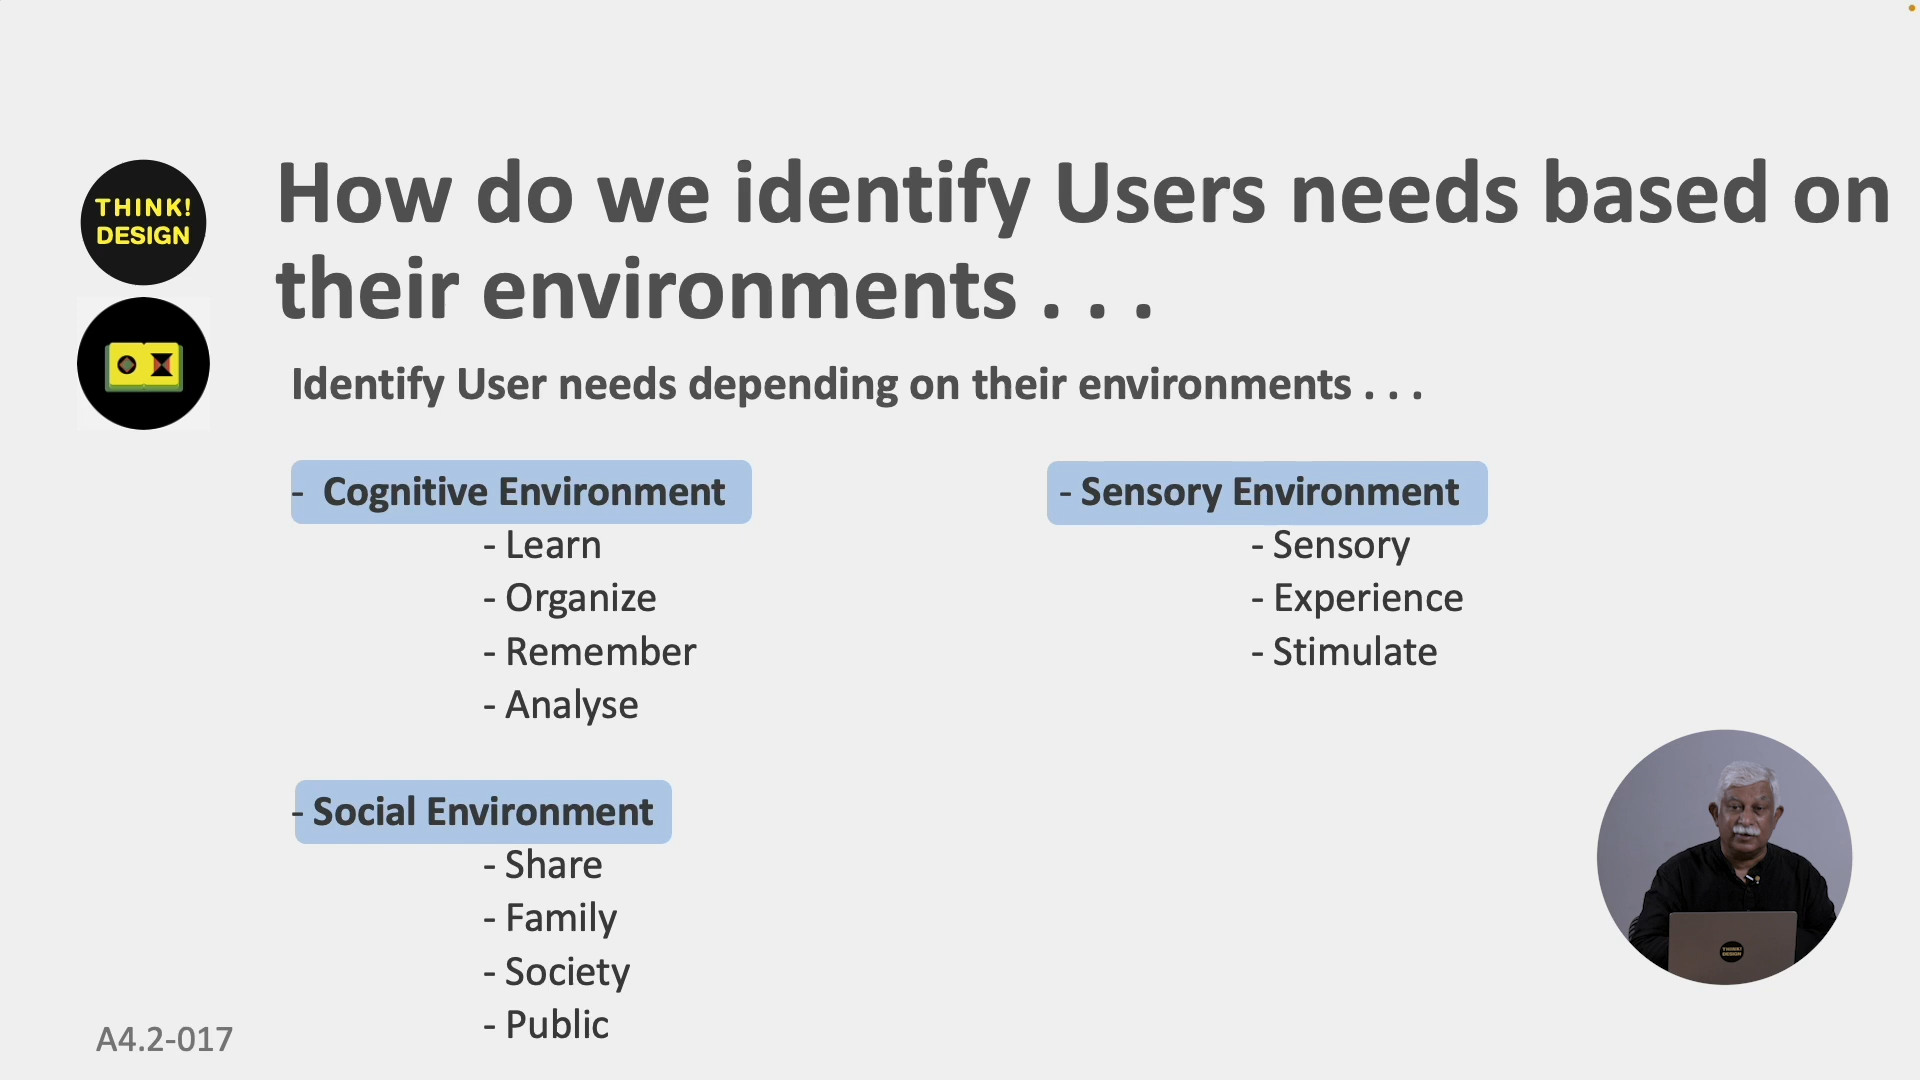 THINK!
DESIGN
How do we identify Users needs based on
their environments . . .
Identify User needs depending on their environments . . .
- Cognitive Environment
- Learn
- Organize
- Remember
- Analyse
- Social Environment
- Share
- Family
- Society
- Public
- Sensory Environment
- Sensory
- Experience
- Stimulate
THINK!
DESIGN
A4.2-017